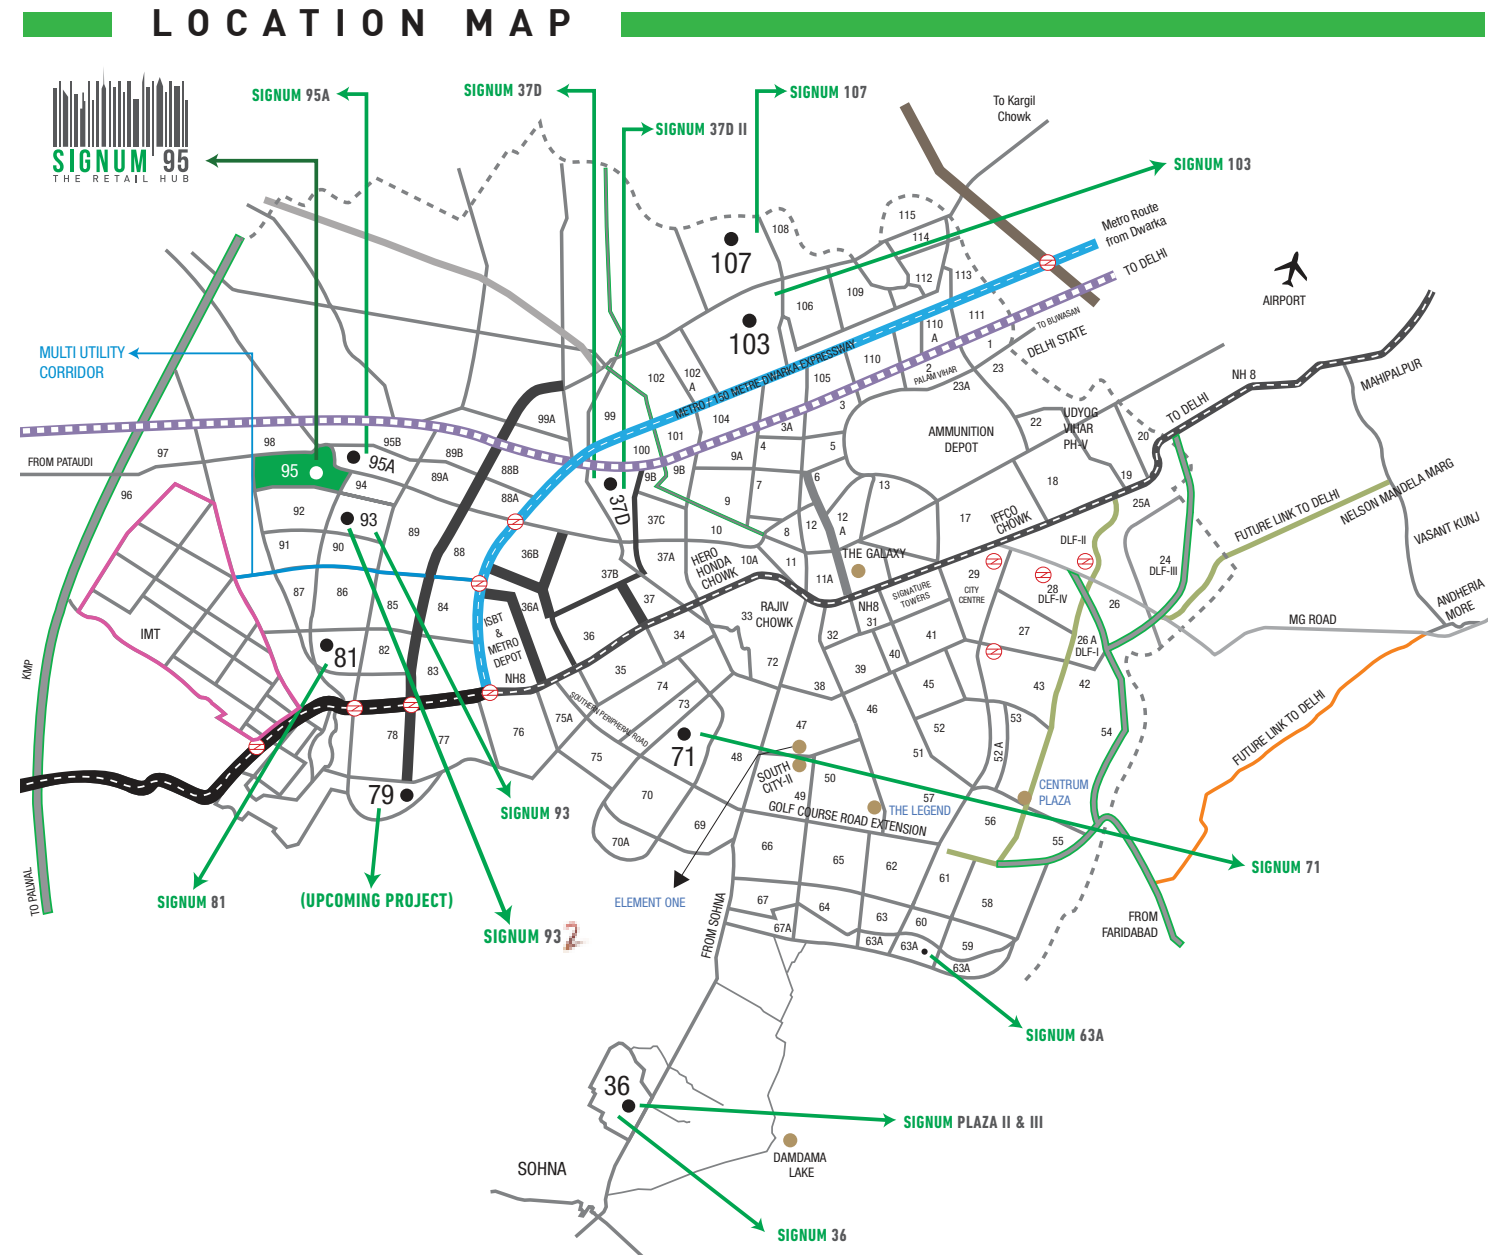 LOCATION MAP
SIGNUM 95
THE RETAIL HUB
SIGNUM 95A
SIGNUM 37D
SIGNUM 107
SIGNUM 37D II
SIGNUM 103
To Kargil
Chowk
Metro Route
from Dwarka
TO DELHI
AIRPORT
MULTI UTILITY
CORRIDOR
108
107
115
114
112
113
109
106
103
111
110
A
TO BIJWASAN
DELHI STATE
1
110
2
PALAM VIHAR
23A
23
105
METRO / 150 METRE DWARKA EXPRESSWAY
102
102
A
104
3
3A
4
5
9A
101
100
99
99A
9B
9B
NH 8
MAHIPALPUR
TO DELHI
UDYOG
VIHAR
PH-V
22
20
AMMUNITION
DEPOT
19
18
17
IFFCO
CHOWK
25A
FROM PATAUDI
97
98
95B
95
95A
94
96
89B
89A
88B
88A
92
93
91
90
89
88
37D
37C
37A
37B
37
36B
36A
36
9
7
6
8
10
10A
11
11A
12
12
A
13
HERO
HONDA
CHOWK
THE GALAXY
NH8
31
SIGNATURE
TOWERS
RAJIV
CHOWK
33
32
34
35
DLF-II
29
CITY
CENTRE
28
DLF-IV
24
DLF-III
26
26 A
DLF-I
27
FUTURE LINK TO DELHI
NELSON MANDELA MARG
VASANT KUNJ
ANDHERIA
MORE
MG ROAD
FUTURE LINK TO DELHI
87
86
85
84
ISBT
&
METRO
DEPOT
NH8
IMT
81
82
83
KMP
TO PALWAL
78
77
76
79
75A
75
SOUTHERN PERIPHERAL ROAD
74
73
71
72
70
70A
69
38
39
40
41
45
46
47
48
SOUTH
CITY-II
49
50
51
52
52 A
53
43
42
54
55
56
57
THE LEGEND
CENTRUM
PLAZA
GOLF COURSE ROAD EXTENSION
66
65
62
61
58
67
67A
64
63
63A
60
63A
59
63A
FROM SOHNA
FROM
FARIDABAD
ELEMENT ONE
SIGNUM 93
SIGNUM 81
(UPCOMING PROJECT)
SIGNUM 93 2
SIGNUM 71
SIGNUM 63A
36
SIGNUM PLAZA II & III
DAMDAMA
LAKE
SOHNA
SIGNUM 36